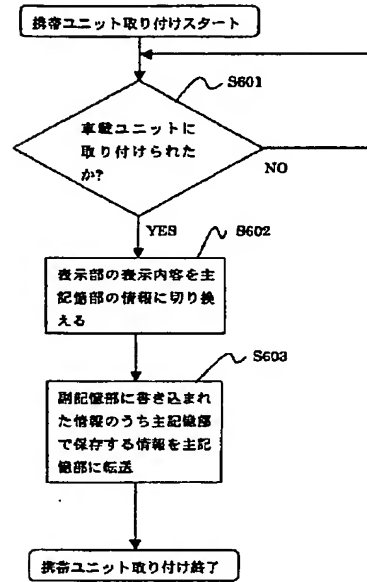 携帯ユニット取り付けスタート
S601
車載ユニットに
取り付けられた
か?
NO
YES
S602
表示部の表示内容を主
記憶部の情報に切り換
える
S603
副記憶部に書き込まれ
た情報のうち主記憶部
で保存する情報を主記
憶部に転送
携帯ユニット取り付け終了